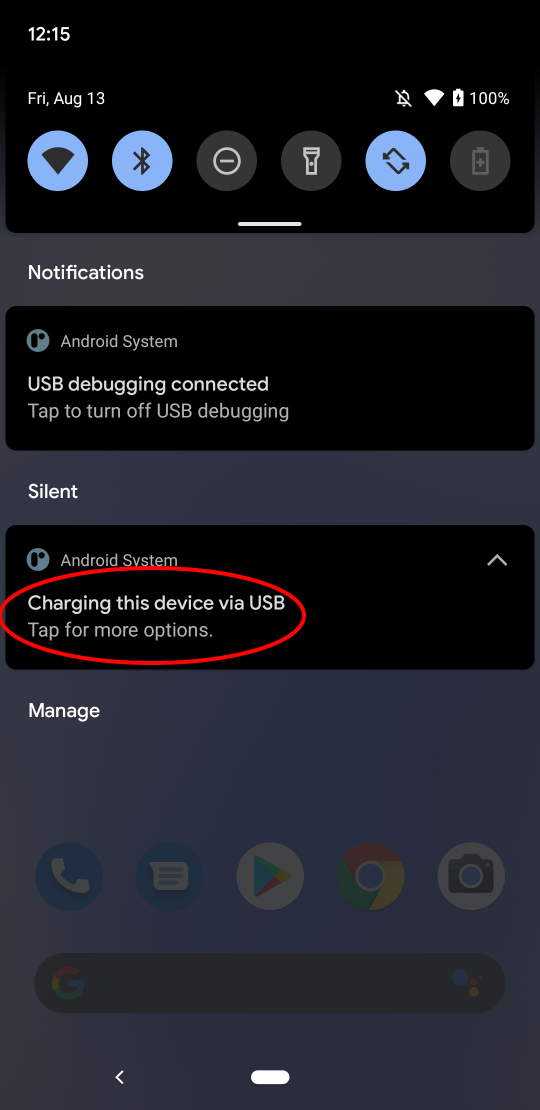 12:15
Fri, Aug 13
100%
Notifications
Android System
USB debugging connected
Tap to turn off USB debugging
Silent
Android System
Charging this device via USB
Tap for more options.
Manage